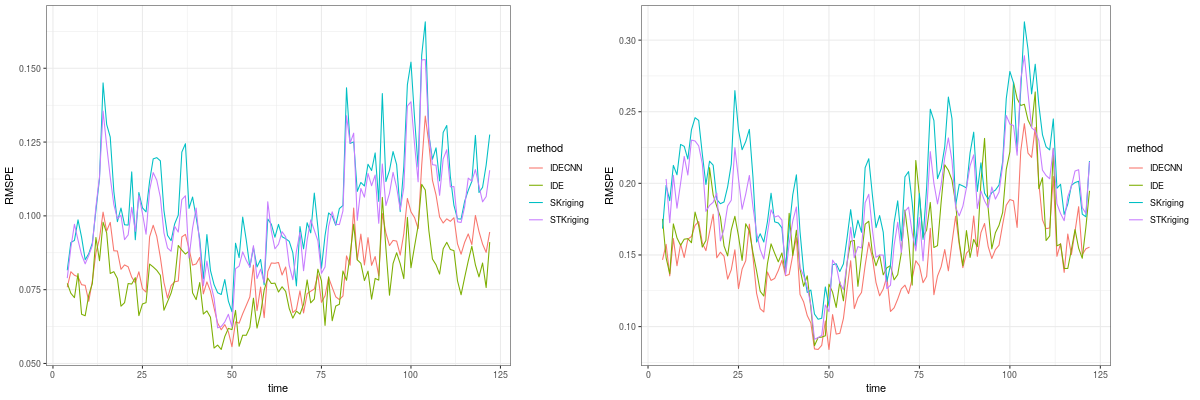 RMSPE
0.150
0.125
0.100
0.075
0.050
0 25 50 75 100 125
time
method
IDECNN
IDE
SKriging
STKriging
RMSPE
0.30
0.25
0.20
0.15
0.10
0 25 50 75 100 125
time
method
IDECNN
IDE
SKriging
STKriging